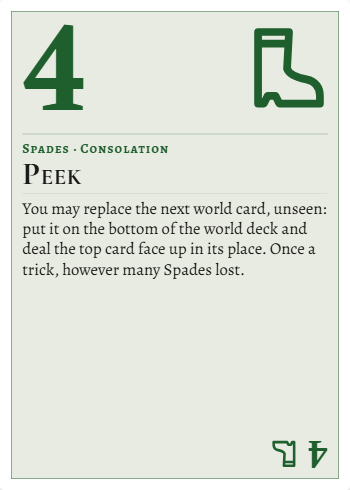 4
Spades · Consolation
Peek
You may replace the next world card, unseen:
put it on the bottom of the world deck and
deal the top card face up in its place. Once a
trick, however many Spades lost.
4